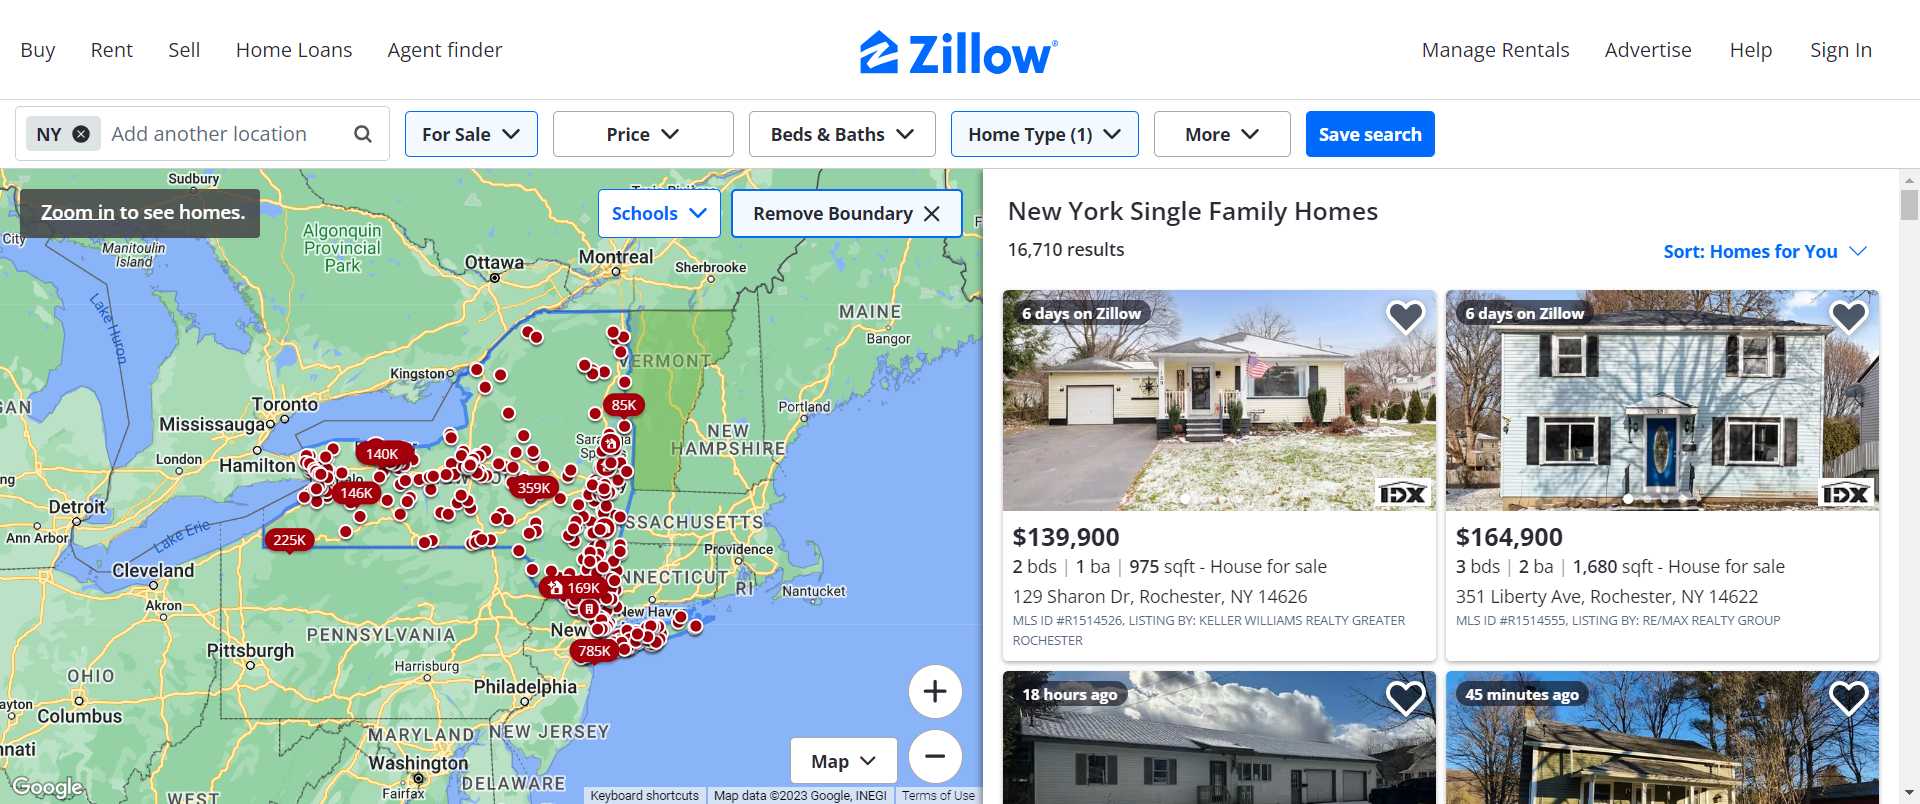 Buy Rent Sell Home Loans Agent finder
Zillow®
Manage Rentals Advertise Help Sign In
NY Add another location
For Sale
Price
Beds & Baths
Home Type (1)
More
Save search
Zoom in to see homes.
Schools
Remove Boundary
Sudbury
City
Manitoulin
Island
Algonquin
Provincial
Park
Ottawa
Montreal
Sherbrooke
MAINE
Bangor
Lake Huron
Kingston
VERMONT
Toronto
Mississauga
Portland
NEW
HAMPSHIRE
London
Hamilton
85K
140K
146K
359K
225K
Detroit
Ann Arbor
Lake Erie
SSACHUSETTS
Providence
Cleveland
NNECTICUT
RI
Nantucket
169K
Akron
New Have
New
785K
PENNSYLVANIA
Pittsburgh
Harrisburg
OHIO
Philadelphia
Columbus
MARYLAND
NEW JERSEY
Washington
Fairfax
DELAWARE
WEST
Map
Google
Keyboard shortcuts
Map data ©2023 Google, INEGI
Terms of Use
New York Single Family Homes
16,710 results
Sort: Homes for You
6 days on Zillow
IDX
$139,900
2 bds | 1 ba | 975 sqft - House for sale
129 Sharon Dr, Rochester, NY 14626
MLS ID #R1514526, LISTING BY: KELLER WILLIAMS REALTY GREATER
ROCHESTER
6 days on Zillow
IDX
$164,900
3 bds | 2 ba | 1,680 sqft - House for sale
351 Liberty Ave, Rochester, NY 14622
MLS ID #R1514555, LISTING BY: RE/MAX REALTY GROUP
18 hours ago
45 minutes ago